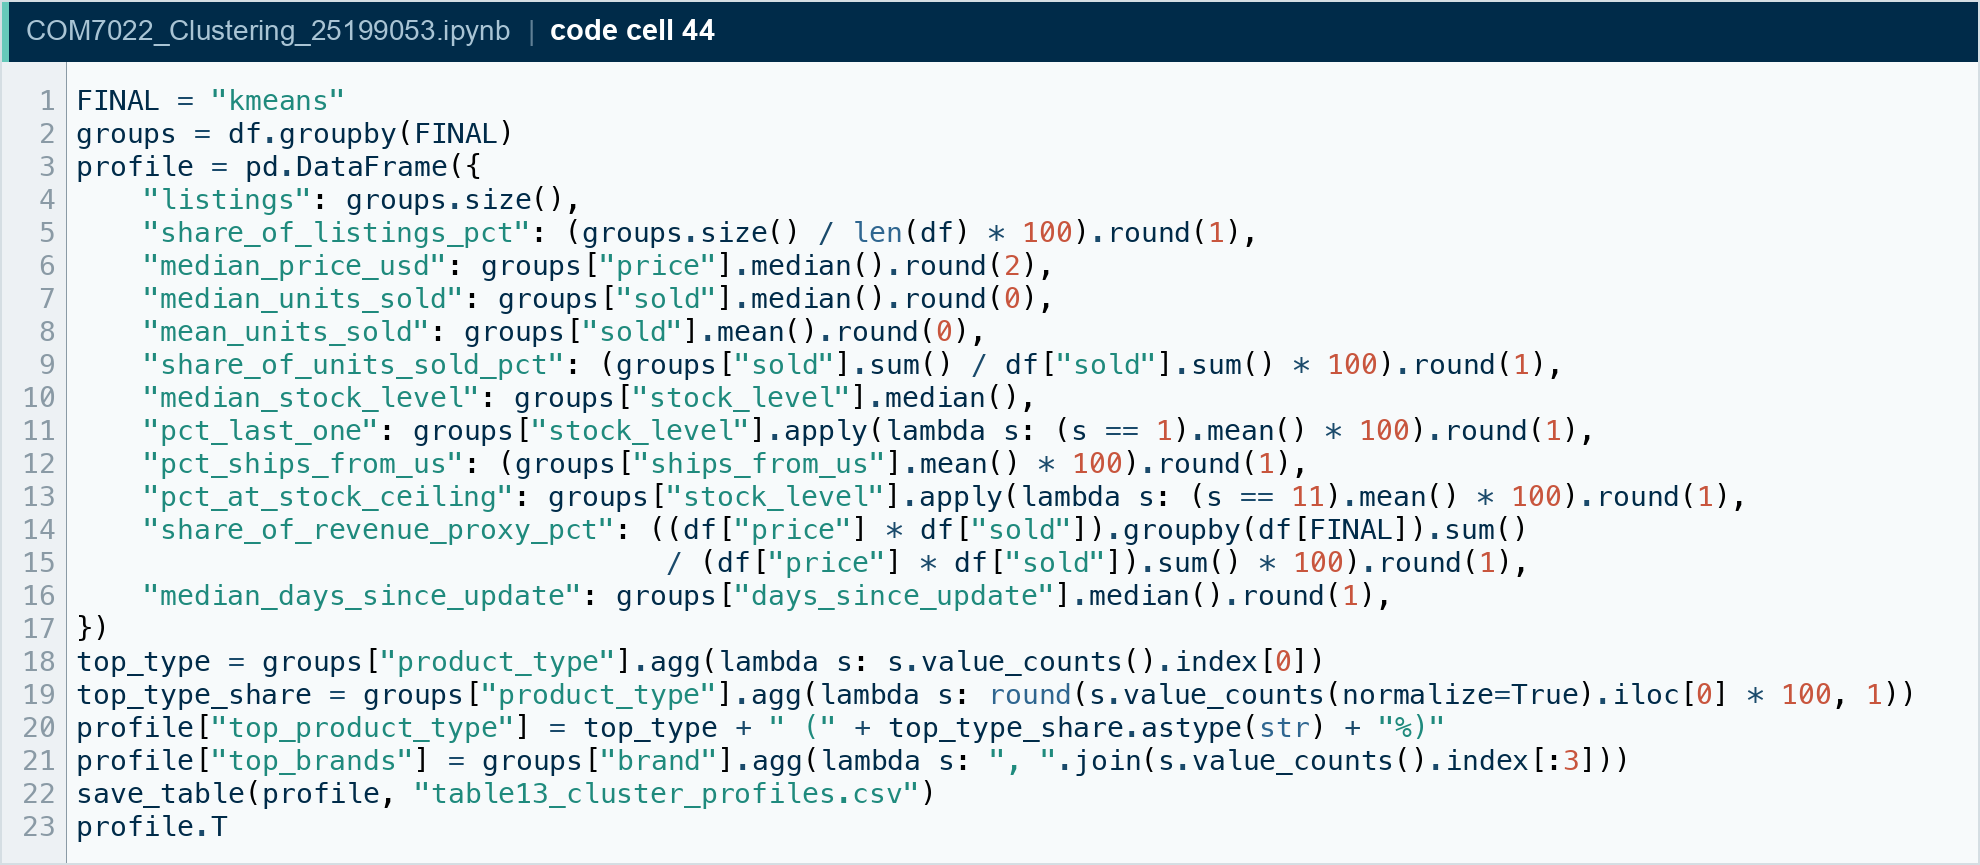 COM7022_Clustering_25199053.ipynb | code cell 44
1 FINAL = "kmeans"
2 groups = df.groupby(FINAL)
3 profile = pd.DataFrame({
4     "listings": groups.size(),
5     "share_of_listings_pct": (groups.size() / len(df) * 100).round(1),
6     "median_price_usd": groups["price"].median().round(2),
7     "median_units_sold": groups["sold"].median().round(0),
8     "mean_units_sold": groups["sold"].mean().round(0),
9     "share_of_units_sold_pct": (groups["sold"].sum() / df["sold"].sum() * 100).round(1),
10     "median_stock_level": groups["stock_level"].median(),
11     "pct_last_one": groups["stock_level"].apply(lambda s: (s == 1).mean() * 100).round(1),
12     "pct_ships_from_us": (groups["ships_from_us"].mean() * 100).round(1),
13     "pct_at_stock_ceiling": groups["stock_level"].apply(lambda s: (s == 11).mean() * 100).round(1),
14     "share_of_revenue_proxy_pct": ((df["price"] * df["sold"]).groupby(df[FINAL]).sum()
15                                    / (df["price"] * df["sold"]).sum() * 100).round(1),
16     "median_days_since_update": groups["days_since_update"].median().round(1),
17 })
18 top_type = groups["product_type"].agg(lambda s: s.value_counts().index[0])
19 top_type_share = groups["product_type"].agg(lambda s: round(s.value_counts(normalize=True).iloc[0] * 100, 1))
20 profile["top_product_type"] = top_type + " (" + top_type_share.astype(str) + "%)"
21 profile["top_brands"] = groups["brand"].agg(lambda s: ", ".join(s.value_counts().index[:3]))
22 save_table(profile, "table13_cluster_profiles.csv")
23 profile.T